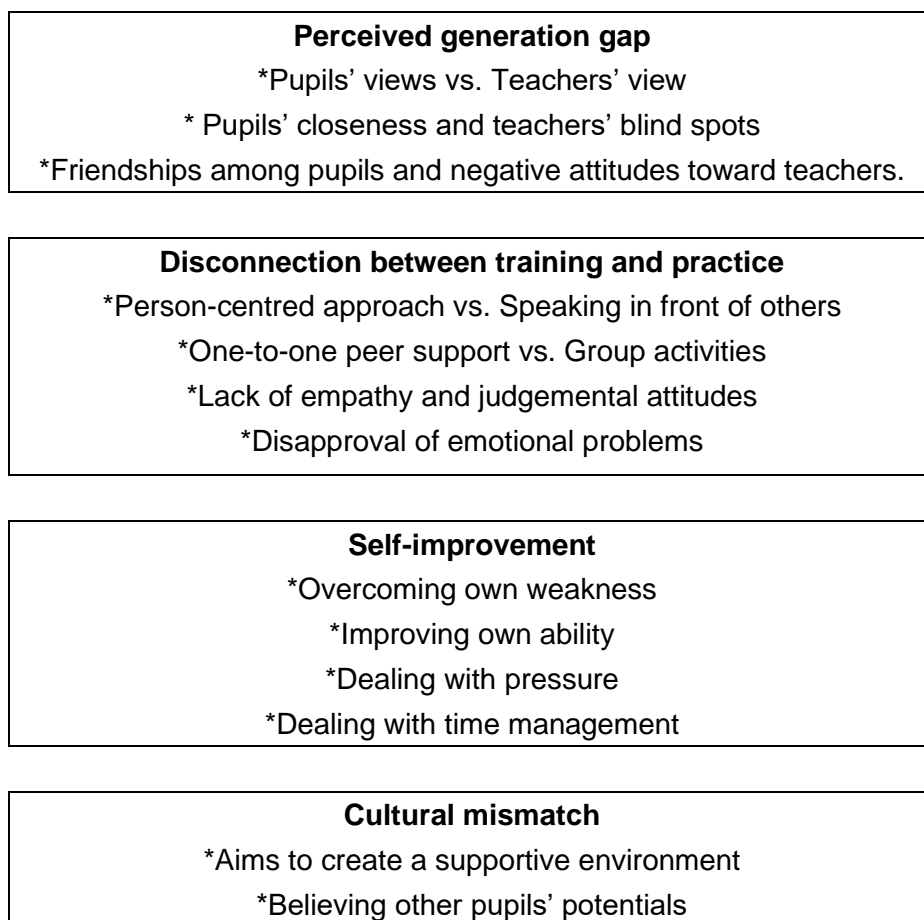 Perceived generation gap
*Pupils’ views vs. Teachers’ view
* Pupils’ closeness and teachers’ blind spots
*Friendships among pupils and negative attitudes toward teachers.
Disconnection between training and practice
*Person-centred approach vs. Speaking in front of others
*One-to-one peer support vs. Group activities
*Lack of empathy and judgemental attitudes
*Disapproval of emotional problems
Self-improvement
*Overcoming own weakness
*Improving own ability
*Dealing with pressure
*Dealing with time management
Cultural mismatch
*Aims to create a supportive environment
*Believing other pupils’ potentials